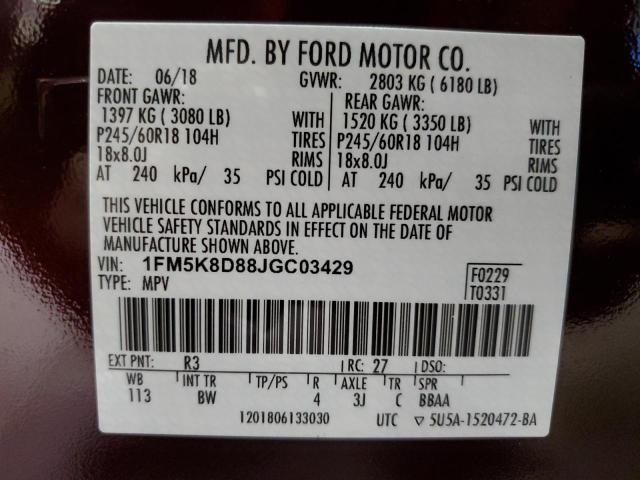 MFD. BY FORD MOTOR CO.
DATE: 06/18 GVWR: 2803 KG ( 6180 LB)
FRONT GAWR: REAR GAWR:
1397 KG ( 3080 LB) WITH 1520 KG ( 3350 LB) WITH
P245/60R18 104H TIRES P245/60R18 104H TIRES
18x8.0J RIMS 18x8.0J RIMS
AT 240 kPa/ 35 PSI COLD AT 240 kPa/ 35 PSI COLD
THIS VEHICLE CONFORMS TO ALL APPLICABLE FEDERAL MOTOR
VEHICLE SAFETY STANDARDS IN EFFECT ON THE DATE OF
MANUFACTURE SHOWN ABOVE.
VIN: 1FM5K8D88JGC03429 F0229
TYPE: MPV T0331
EXT PNT: R3 RC: 27 DSO:
WB INT TR TP/PS R AXLE TR SPR
113 BW 4 3J C BBAA
1201806133030 UTC ▽ 5U5A-1520472-BA